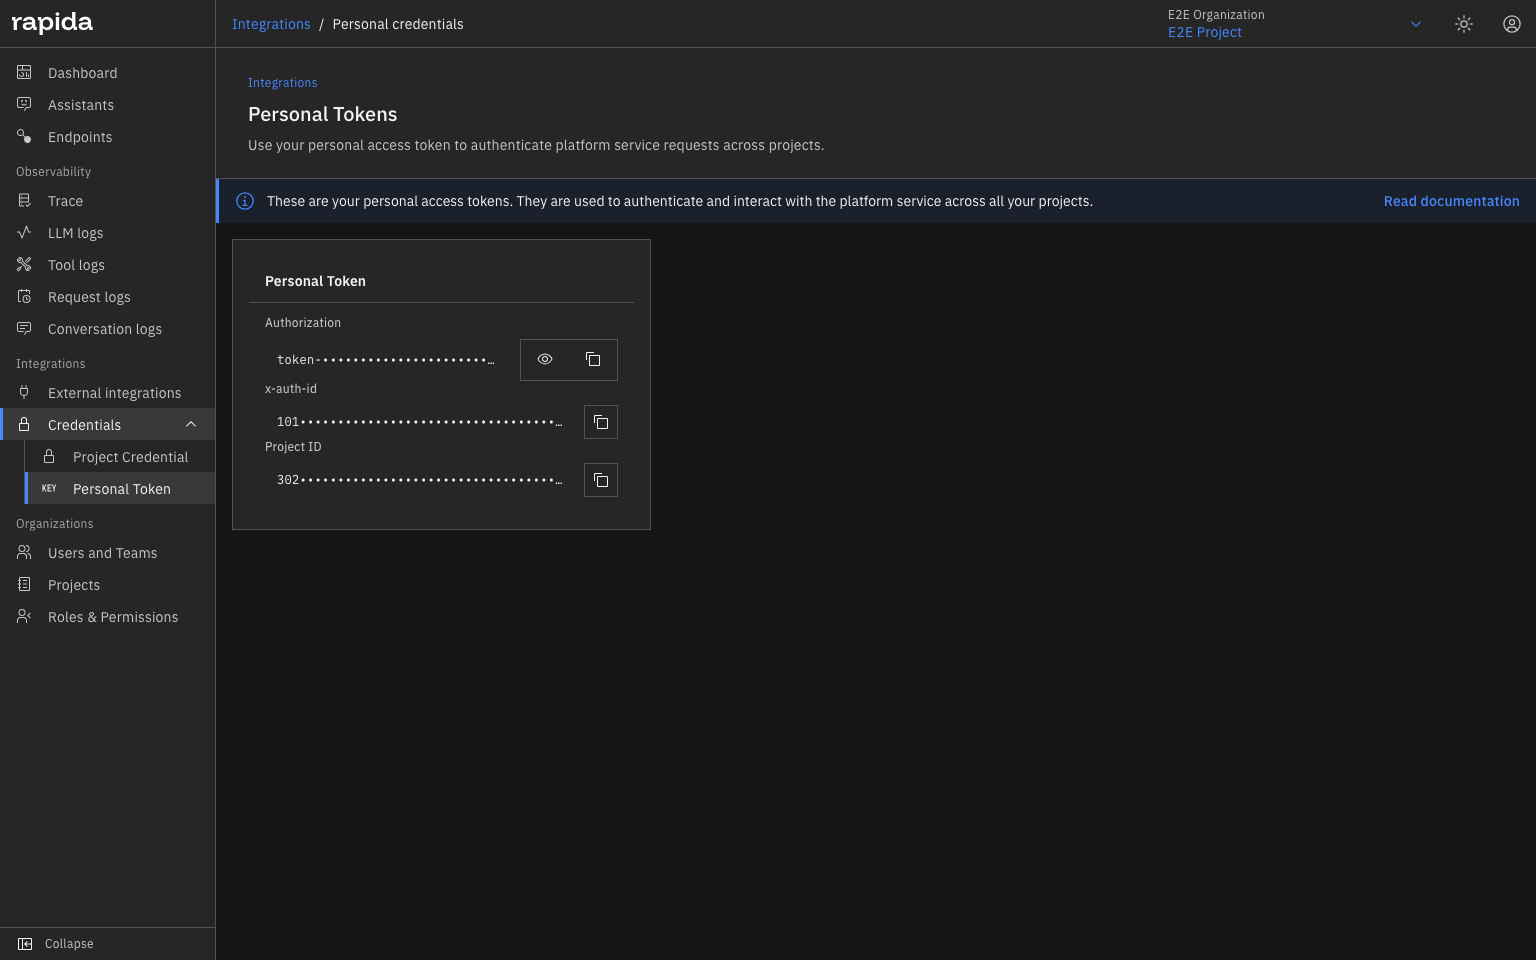 rapida
Integrations / Personal credentials
E2E Organization
E2E Project
Dashboard
Assistants
Endpoints
Observability
Trace
LLM logs
Tool logs
Request logs
Conversation logs
Integrations
External integrations
Credentials
Project Credential
KEY Personal Token
Organizations
Users and Teams
Projects
Roles & Permissions
Collapse
Integrations
Personal Tokens
Use your personal access token to authenticate platform service requests across projects.
These are your personal access tokens. They are used to authenticate and interact with the platform service across all your projects.
Read documentation
Personal Token
Authorization
token-••••••••••••••••••••••…
x-auth-id
101••••••••••••••••••••••••••••••••••…
Project ID
302••••••••••••••••••••••••••••••••••…